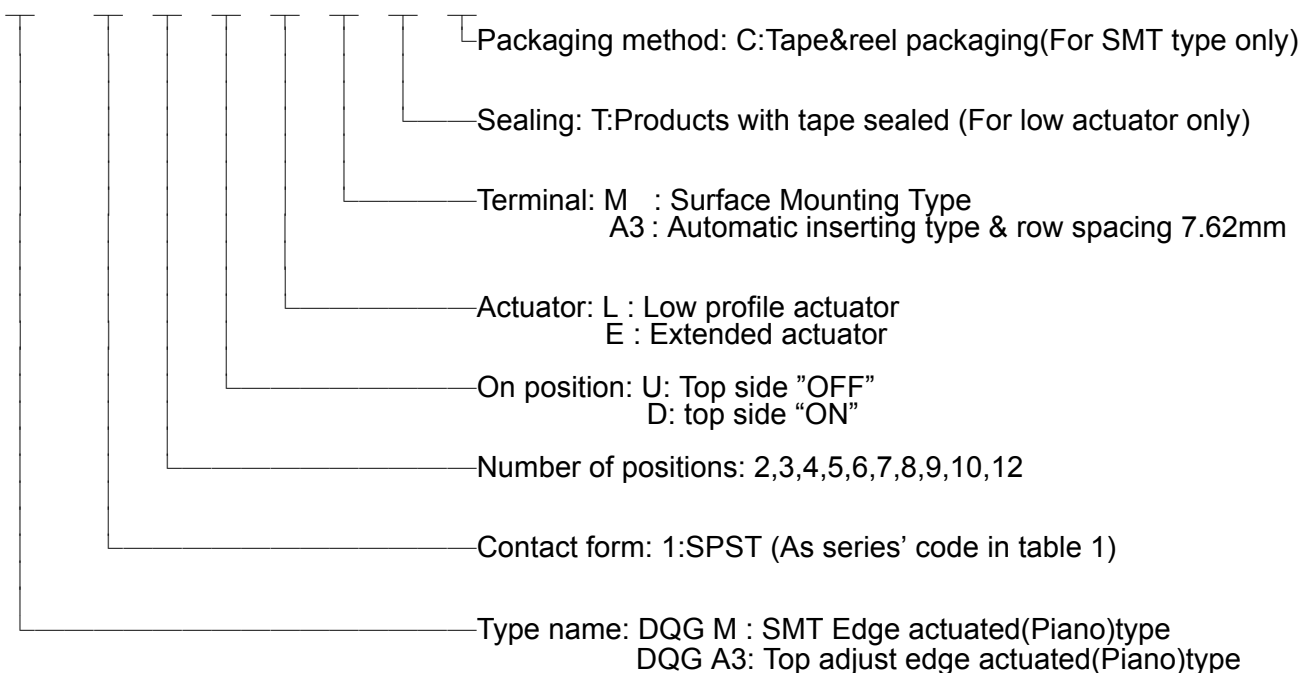 Packaging method: C:Tape&reel packaging(For SMT type only)
Sealing: T:Products with tape sealed (For low actuator only)
Terminal: M : Surface Mounting Type
A3 : Automatic inserting type & row spacing 7.62mm
Actuator: L : Low profile actuator
E : Extended actuator
On position: U: Top side ”OFF”
D: top side “ON”
Number of positions: 2,3,4,5,6,7,8,9,10,12
Contact form: 1:SPST (As series’ code in table 1)
Type name: DQG M : SMT Edge actuated(Piano)type
DQG A3: Top adjust edge actuated(Piano)type